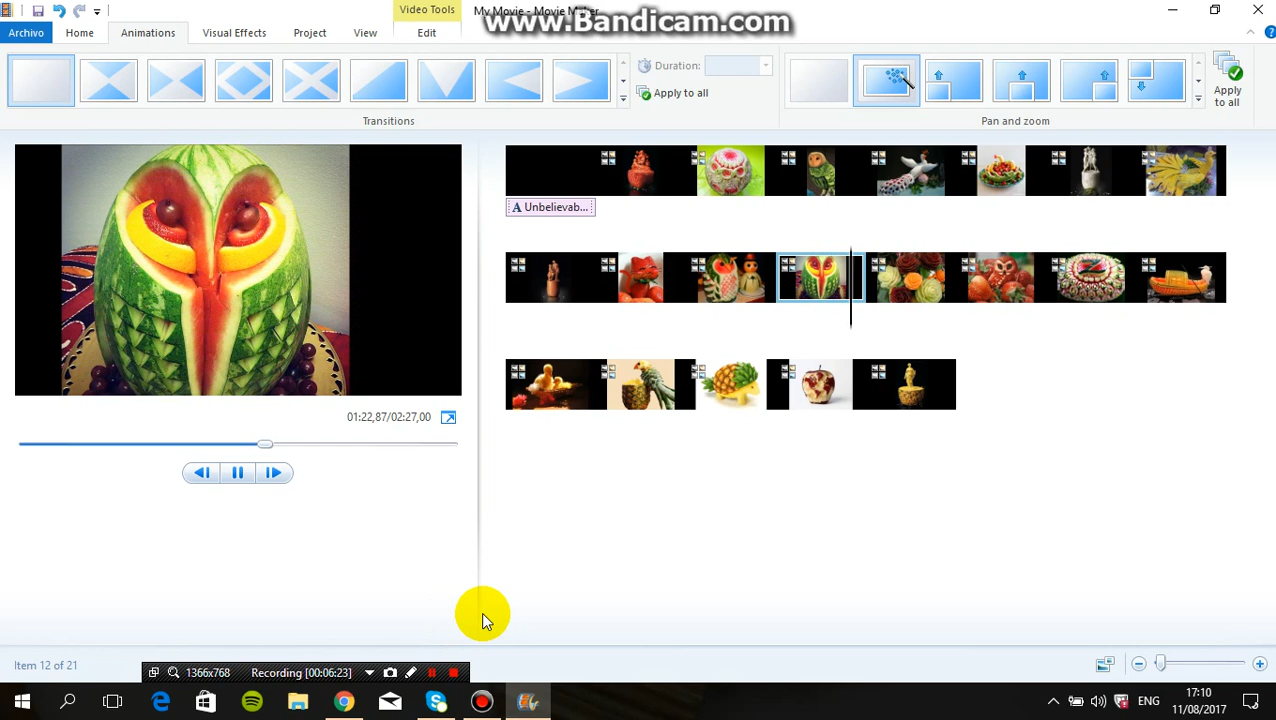 Video Tools
My Movie - Movie Maker
www.Bandicam.com
Archivo
Home
Animations
Visual Effects
Project
View
Edit
Duration:
Apply to all
Transitions
Apply
to all
Pan and zoom
A Unbelievab...
01:22,87/02:27,00
Item 12 of 21
1366x768
Recording [00:06:23]
ENG
17:10
11/08/2017